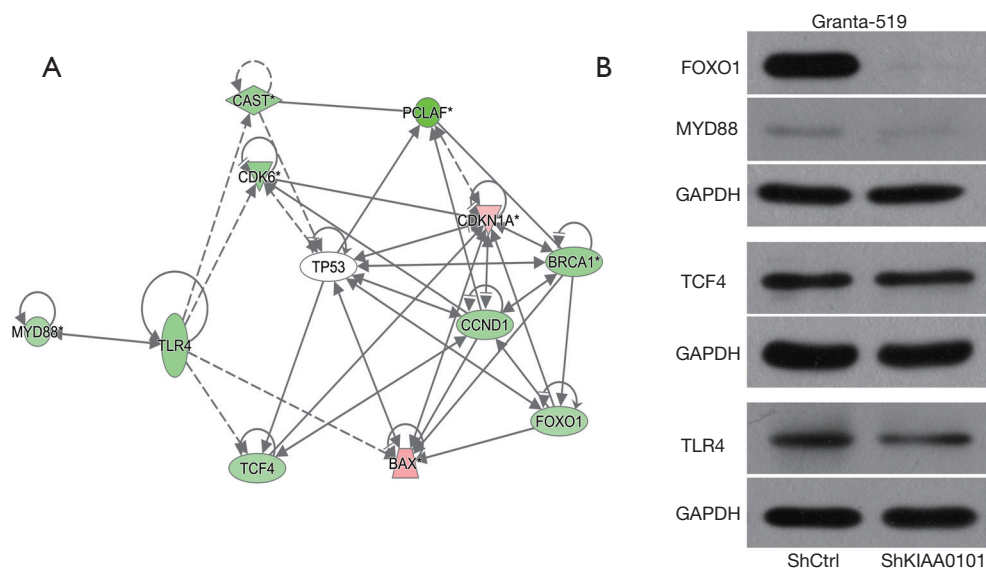 A
CAST*
PCLAF*
CDK6*
CDKN1A*
TP53
BRCA1*
MYD88*
TLR4
CCND1
FOXO1
TCF4
BAX*
B
Granta-519
FOXO1
MYD88
GAPDH
TCF4
GAPDH
TLR4
GAPDH
ShCtrl ShKIAA0101